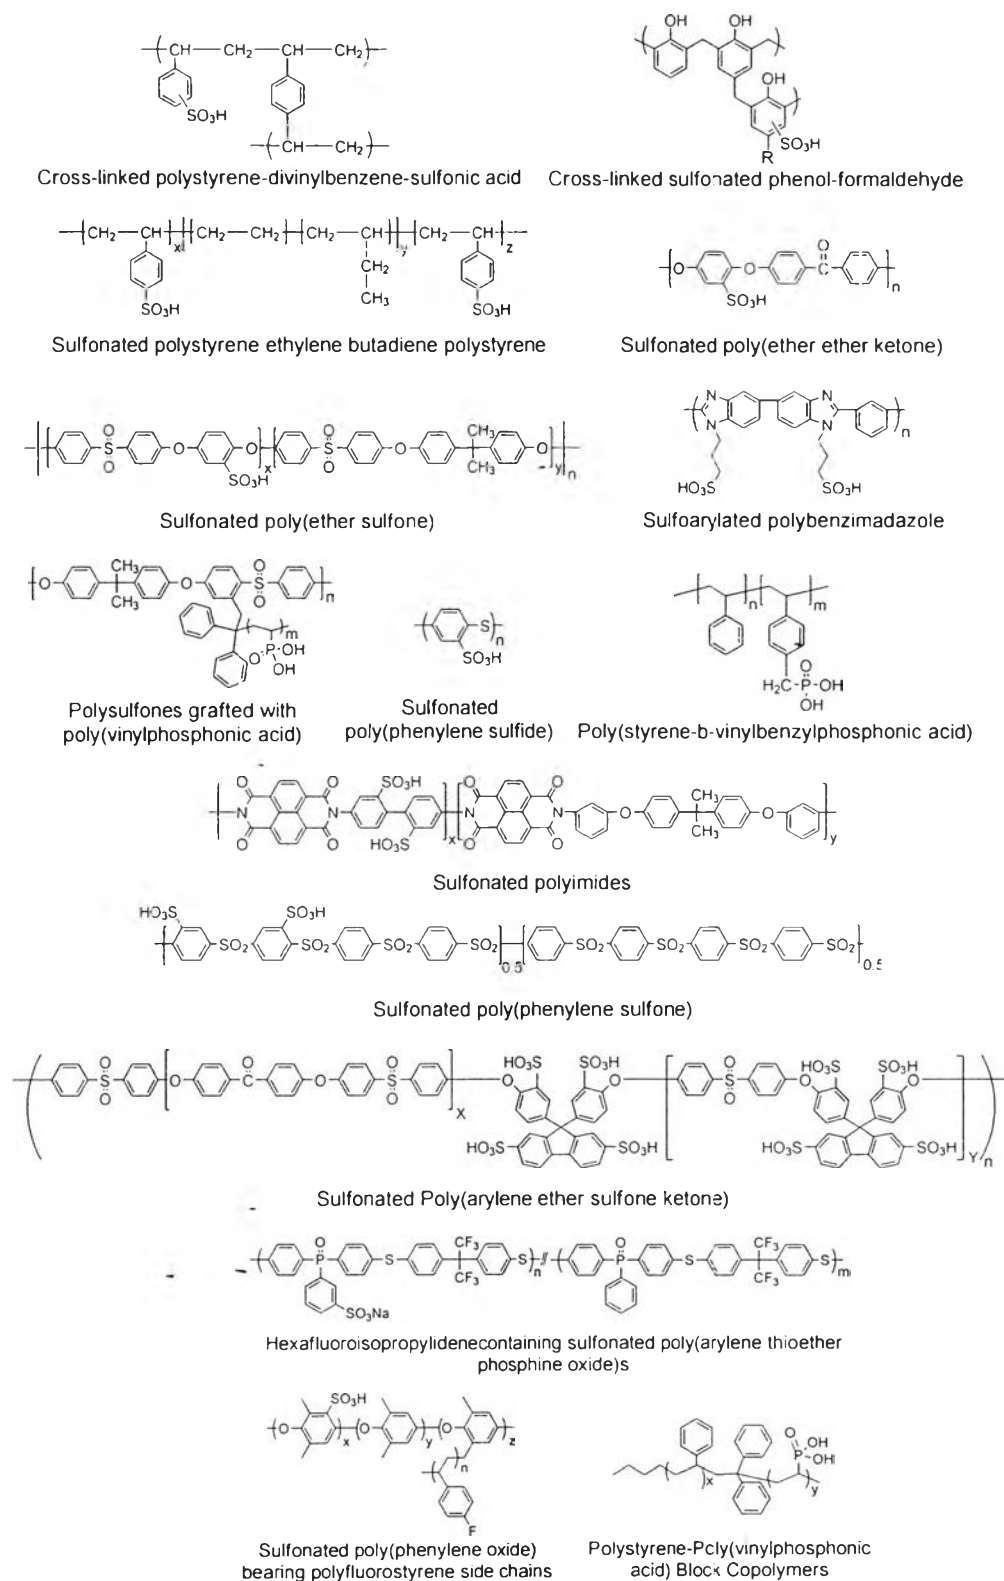 Cross-linked polystyrene-divinylbenzene-sulfonic acid
Cross-linked sulfonated phenol-formaldehyde
Sulfonated polystyrene ethylene butadiene polystyrene
Sulfonated poly(ether ether ketone)
Sulfonated poly(ether sulfone)
Sulfoarylated polybenzimadazole
Polysulfones grafted with
poly(vinylphosphonic acid)
Sulfonated
poly(phenylene sulfide)
Poly(styrene-b-vinylbenzylphosphonic acid)
Sulfonated polyimides
Sulfonated poly(phenylene sulfone)
Sulfonated Poly(arylene ether sulfone ketone)
Hexafluoroisopropylidenecontaining sulfonated poly(arylene thioether
phosphine oxide)s
Sulfonated poly(phenylene oxide)
bearing polyfluorostyrene side chains
Polystyrene-Poly(vinylphosphonic
acid) Block Copolymers